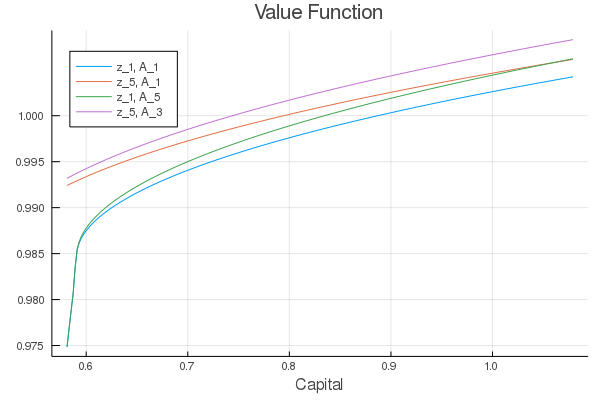 Value Function
z_1, A_1
z_5, A_1
z_1, A_5
z_5, A_3
1.000
0.995
0.990
0.985
0.980
0.975
0.6 0.7 0.8 0.9 1.0
Capital